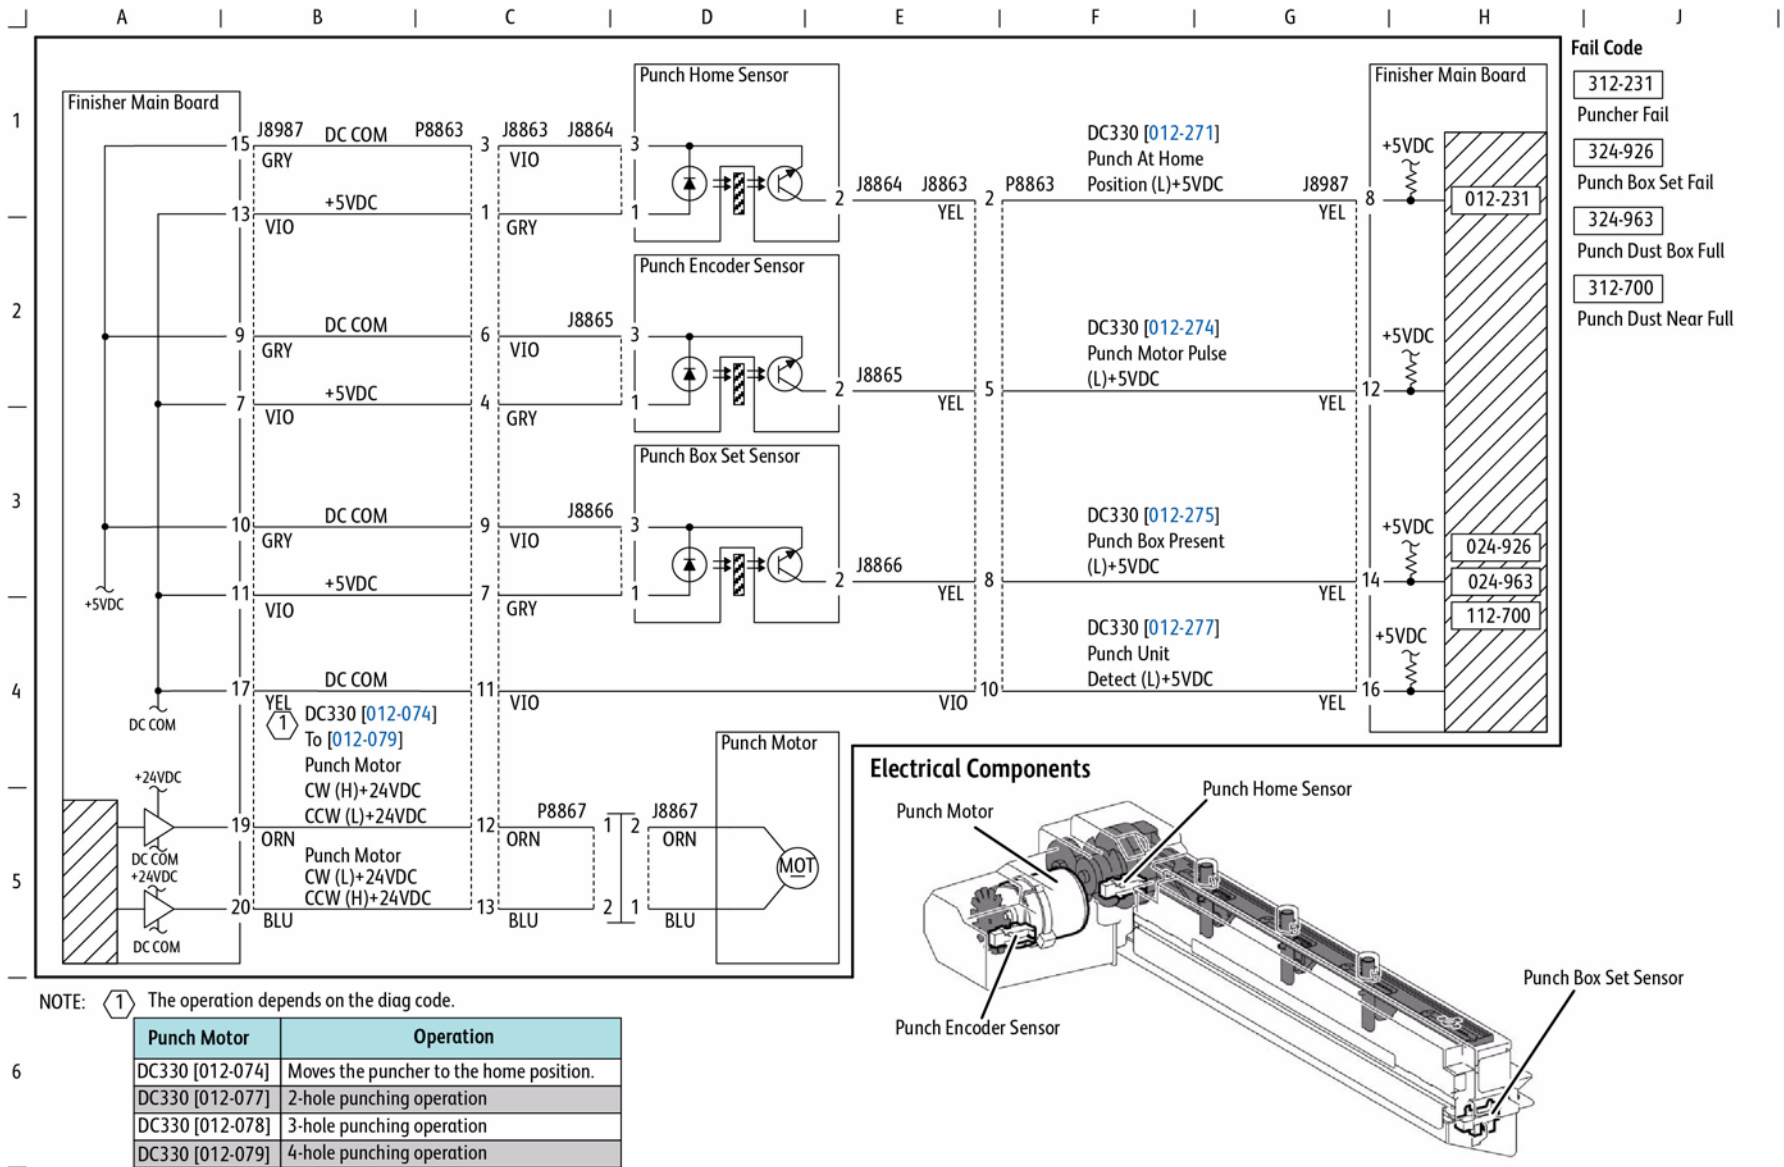 A | B | C | D | E | F | G | H | J |
1
2
3
4
5
6
Finisher Main Board
15
13
9
7
10
11
17
19
20
+5VDC
DC COM
+24VDC
DC COM
+24VDC
DC COM
J8987 DC COM P8863 3 J8863 J8864
GRY VIO
+5VDC 1
VIO GRY
DC COM 6 J8865
GRY VIO
+5VDC 4
VIO GRY
DC COM 9 J8866
GRY VIO
+5VDC 7
VIO GRY
DC COM 11
YEL VIO VIO 10
1 DC330 [012-074]
To [012-079]
Punch Motor
CW (H)+24VDC
CCW (L)+24VDC
ORN 12 ORN P8867 1 2 J8867 ORN
Punch Motor
CW (L)+24VDC
CCW (H)+24VDC
BLU 13 BLU 2 1 BLU
Punch Motor
MOT
Punch Home Sensor
3
1
2 J8864 J8863
YEL
2 P8863
Punch Encoder Sensor
3
1
2 J8865
YEL
5
Punch Box Set Sensor
3
1
2 J8866
YEL
8
DC330 [012-271]
Punch At Home
Position (L)+5VDC
J8987
YEL
8
DC330 [012-274]
Punch Motor Pulse
(L)+5VDC
YEL
12
DC330 [012-275]
Punch Box Present
(L)+5VDC
YEL
14
DC330 [012-277]
Punch Unit
Detect (L)+5VDC
YEL
16
Finisher Main Board
+5VDC
012-231
+5VDC
+5VDC
024-926
024-963
112-700
+5VDC
Fail Code
312-231
Puncher Fail
324-926
Punch Box Set Fail
324-963
Punch Dust Box Full
312-700
Punch Dust Near Full
Electrical Components
Punch Home Sensor
Punch Motor
Punch Box Set Sensor
Punch Encoder Sensor
NOTE: 1 The operation depends on the diag code.
Punch Motor Operation
DC330 [012-074] Moves the puncher to the home position.
DC330 [012-077] 2-hole punching operation
DC330 [012-078] 3-hole punching operation
DC330 [012-079] 4-hole punching operation